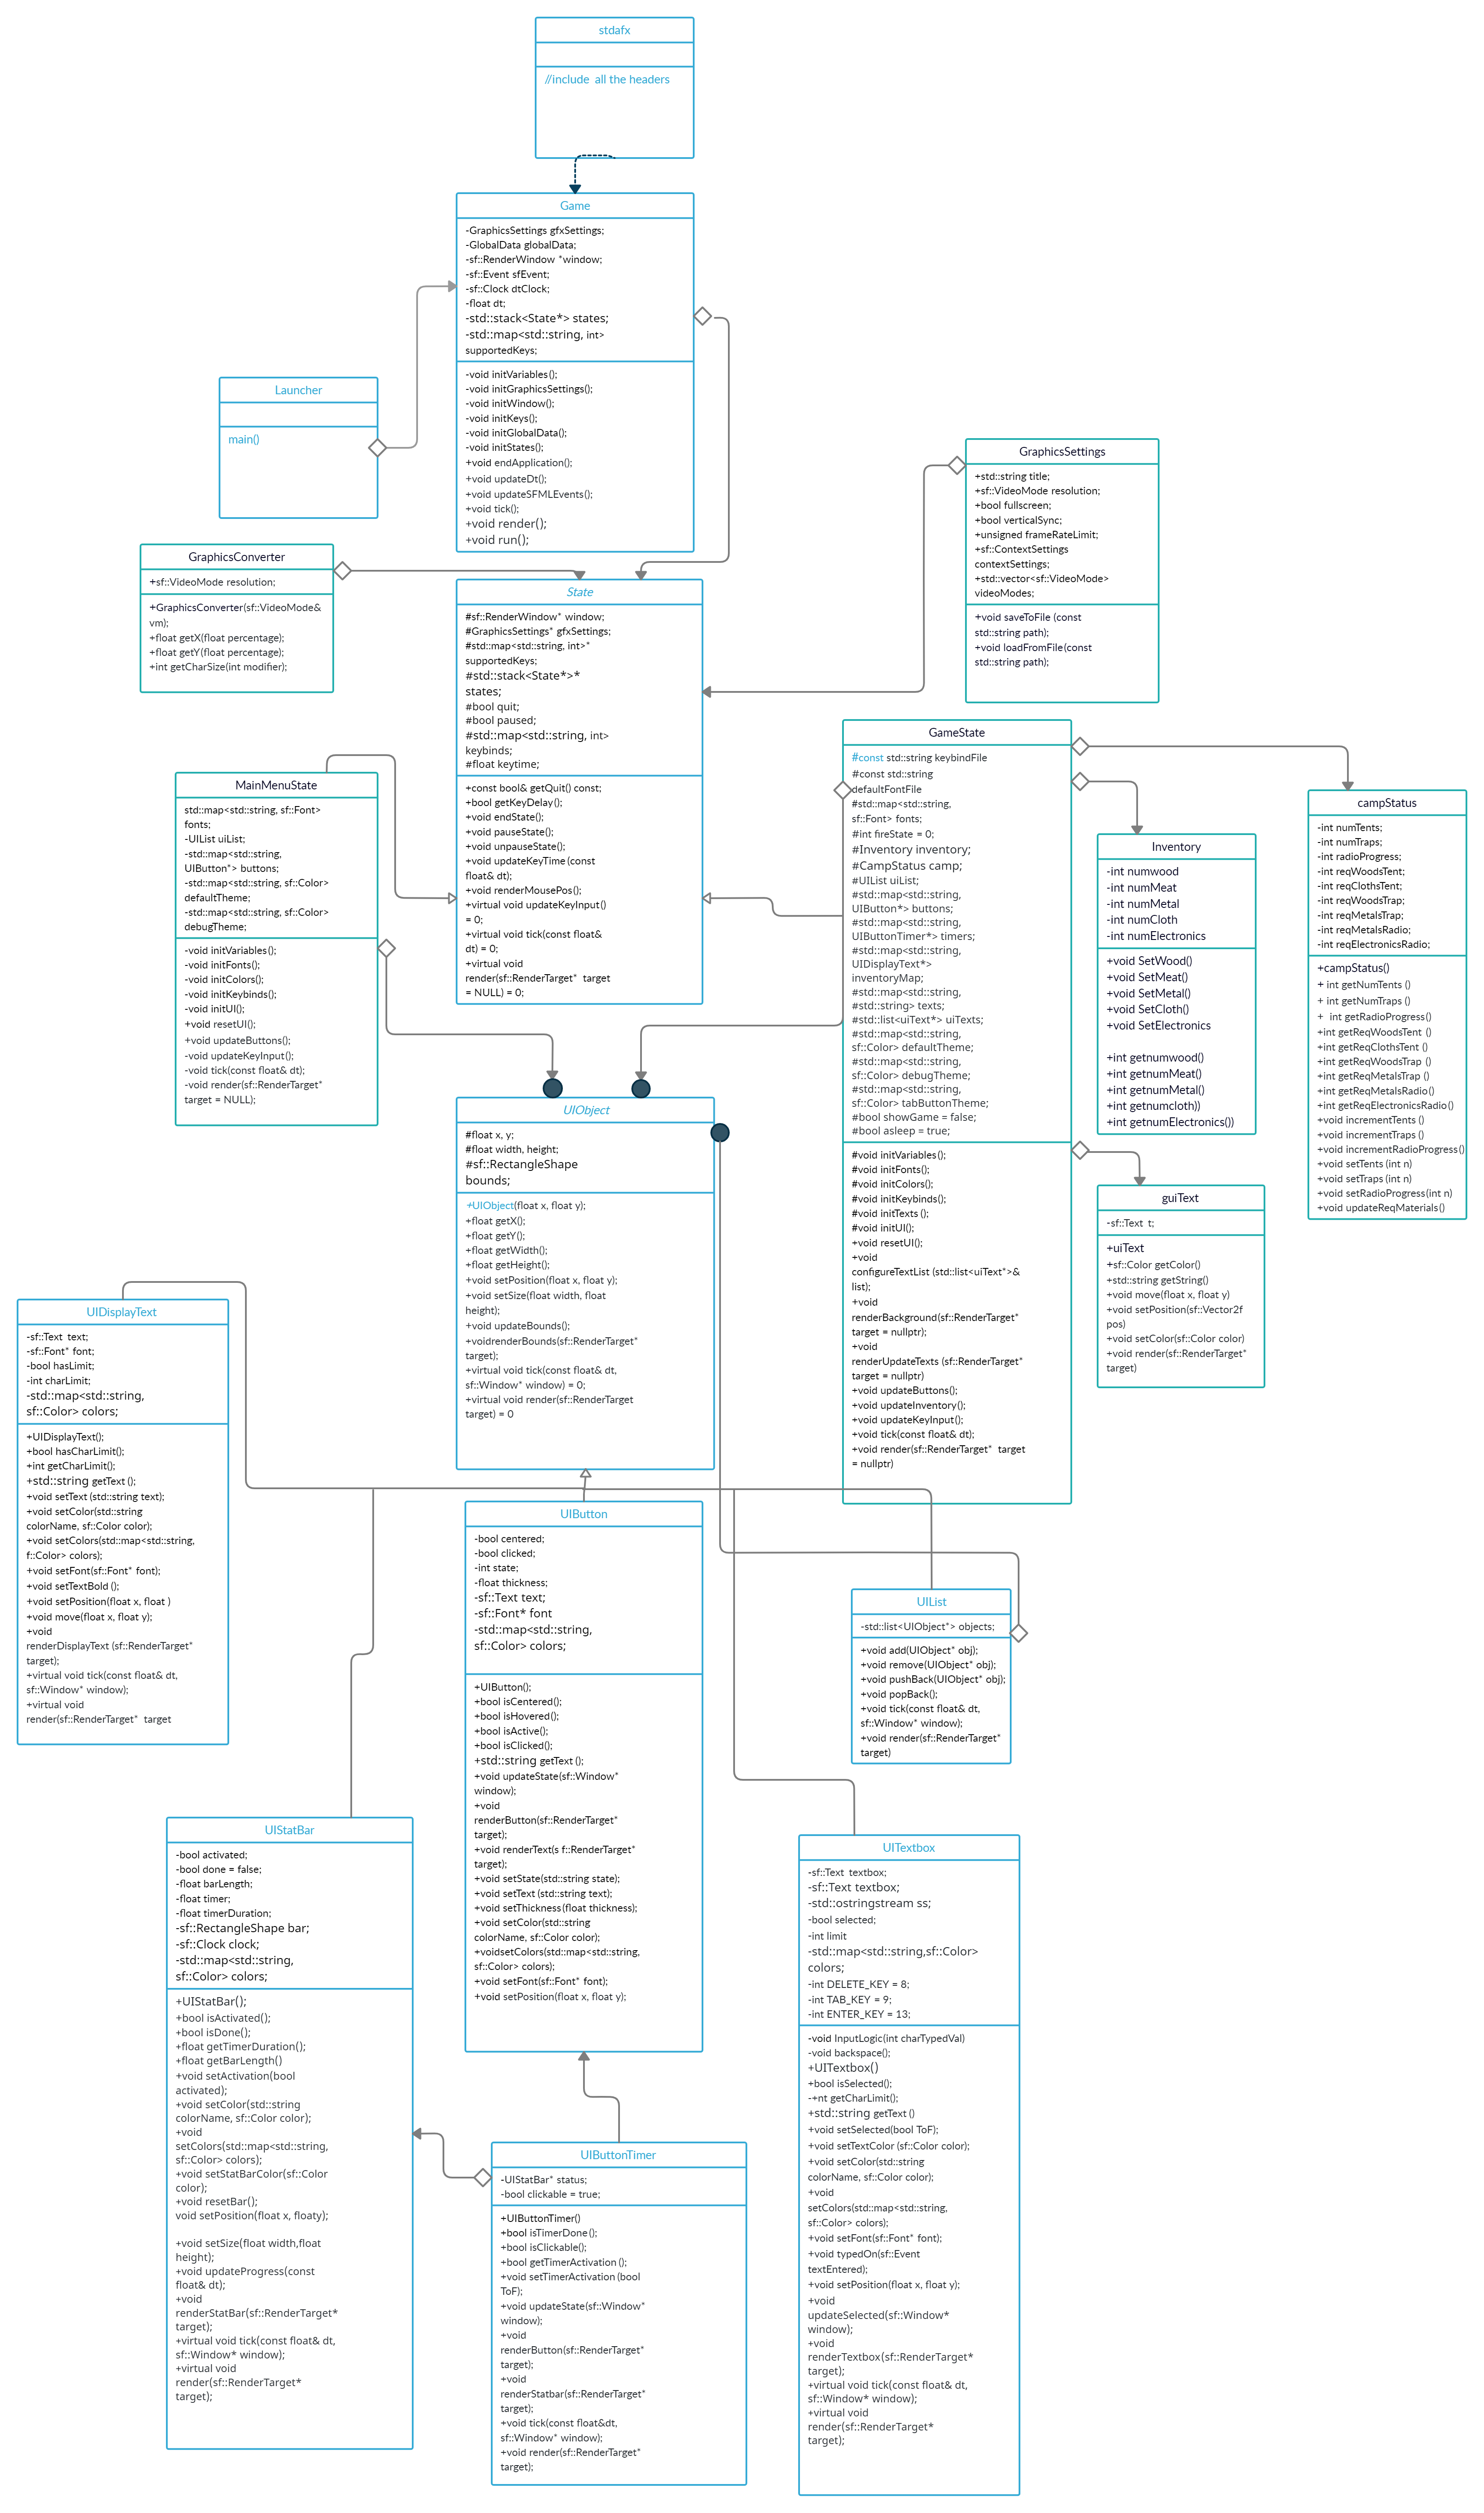 stdafx
//include  all the headers
Game
-GraphicsSettings gfxSettings;
-GlobalData globalData;
-sf::RenderWindow *window;
-sf::Event sfEvent;
-sf::Clock dtClock;
-float dt;
-std::stack<State*> states;
-std::map<std::string, int>
supportedKeys;
-void initVariables();
-void initGraphicsSettings();
-void initWindow();
-void initKeys();
-void initGlobalData();
-void initStates();
+void endApplication();
+void updateDt();
+void updateSFMLEvents();
+void tick();
+void render();
+void run();
Launcher
main()
GraphicsSettings
+std::string title;
+sf::VideoMode resolution;
+bool fullscreen;
+bool verticalSync;
+unsigned frameRateLimit;
+sf::ContextSettings
contextSettings;
+std::vector<sf::VideoMode>
videoModes;
+void saveToFile (const
std::string path);
+void loadFromFile(const
std::string path);
GraphicsConverter
+sf::VideoMode resolution;
+GraphicsConverter(sf::VideoMode&
vm);
+float getX(float percentage);
+float getY(float percentage);
+int getCharSize(int modifier);
State
#sf::RenderWindow* window;
#GraphicsSettings* gfxSettings;
#std::map<std::string, int>*
supportedKeys;
#std::stack<State*>*
states;
#bool quit;
#bool paused;
#std::map<std::string, int>
keybinds;
#float keytime;
+const bool& getQuit() const;
+bool getKeyDelay();
+void endState();
+void pauseState();
+void unpauseState();
+void updateKeyTime (const
float& dt);
+void renderMousePos();
+virtual void updateKeyInput()
= 0;
+virtual void tick(const float&
dt) = 0;
+virtual void
render(sf::RenderTarget*  target
= NULL) = 0;
MainMenuState
std::map<std::string, sf::Font>
fonts;
-UIList uiList;
-std::map<std::string,
UIButton*> buttons;
-std::map<std::string, sf::Color>
defaultTheme;
-std::map<std::string, sf::Color>
debugTheme;
-void initVariables();
-void initFonts();
-void initColors();
-void initKeybinds();
-void initUI();
+void resetUI();
+void updateButtons();
-void updateKeyInput();
-void tick(const float& dt);
-void render(sf::RenderTarget*
target = NULL);
GameState
#const std::string keybindFile
#const std::string
defaultFontFile
#std::map<std::string,
sf::Font> fonts;
#int fireState = 0;
#Inventory inventory;
#CampStatus camp;
#UIList uiList;
#std::map<std::string,
UIButton*> buttons;
#std::map<std::string,
UIButtonTimer*> timers;
#std::map<std::string,
UIDisplayText*>
inventoryMap;
#std::map<std::string,
#std::string> texts;
#std::list<uiText*> uiTexts;
#std::map<std::string,
sf::Color> defaultTheme;
#std::map<std::string,
sf::Color> debugTheme;
#std::map<std::string,
sf::Color> tabButtonTheme;
#bool showGame = false;
#bool asleep = true;
#void initVariables();
#void initFonts();
#void initColors();
#void initKeybinds();
#void initTexts ();
#void initUI();
+void resetUI();
+void
configureTextList (std::list<uiText*>&
list);
+void
renderBackground(sf::RenderTarget*
target = nullptr);
+void
renderUpdateTexts (sf::RenderTarget*
target = nullptr)
+void updateButtons();
+void updateInventory();
+void updateKeyInput();
+void tick(const float& dt);
+void render(sf::RenderTarget*  target
= nullptr)
Inventory
-int numwood
-int numMeat
-int numMetal
-int numCloth
-int numElectronics
+void SetWood()
+void SetMeat()
+void SetMetal()
+void SetCloth()
+void SetElectronics
+int getnumwood()
+int getnumMeat()
+int getnumMetal()
+int getnumcloth))
+int getnumElectronics())
campStatus
-int numTents;
-int numTraps;
-int radioProgress;
-int reqWoodsTent;
-int reqClothsTent;
-int reqWoodsTrap;
-int reqMetalsTrap;
-int reqMetalsRadio;
-int reqElectronicsRadio;
+campStatus()
+ int getNumTents ()
+ int getNumTraps ()
+  int getRadioProgress()
+int getReqWoodsTent ()
+int getReqClothsTent ()
+int getReqWoodsTrap ()
+int getReqMetalsTrap ()
+int getReqMetalsRadio()
+int getReqElectronicsRadio()
+void incrementTents ()
+void incrementTraps ()
+void incrementRadioProgress()
+void setTents (int n)
+void setTraps (int n)
+void setRadioProgress(int n)
+void updateReqMaterials()
guiText
-sf::Text  t;
+uiText
+sf::Color getColor()
+std::string getString()
+void move(float x, float y)
+void setPosition(sf::Vector2f
pos)
+void setColor(sf::Color color)
+void render(sf::RenderTarget*
target)
UIObject
#float x, y;
#float width, height;
#sf::RectangleShape
bounds;
+UIObject(float x, float y);
+float getX();
+float getY();
+float getWidth();
+float getHeight();
+void setPosition(float x, float y);
+void setSize(float width, float
height);
+void updateBounds();
+voidrenderBounds(sf::RenderTarget*
target);
+virtual void tick(const float& dt,
sf::Window* window) = 0;
+virtual void render(sf::RenderTarget
target) = 0
UIDisplayText
-sf::Text  text;
-sf::Font* font;
-bool hasLimit;
-int charLimit;
-std::map<std::string,
sf::Color> colors;
+UIDisplayText();
+bool hasCharLimit();
+int getCharLimit();
+std::string getText ();
+void setText (std::string text);
+void setColor(std::string
colorName, sf::Color color);
+void setColors(std::map<std::string,
f::Color> colors);
+void setFont(sf::Font* font);
+void setTextBold ();
+void setPosition(float x, float )
+void move(float x, float y);
+void
renderDisplayText (sf::RenderTarget*
target);
+virtual void tick(const float& dt,
sf::Window* window);
+virtual void
render(sf::RenderTarget*  target
UIButton
-bool centered;
-bool clicked;
-int state;
-float thickness;
-sf::Text text;
-sf::Font* font
-std::map<std::string,
sf::Color> colors;
+UIButton();
+bool isCentered();
+bool isHovered();
+bool isActive();
+bool isClicked();
+std::string getText ();
+void updateState(sf::Window*
window);
+void
renderButton(sf::RenderTarget*
target);
+void renderText(s f::RenderTarget*
target);
+void setState(std::string state);
+void setText (std::string text);
+void setThickness(float thickness);
+void setColor(std::string
colorName, sf::Color color);
+voidsetColors(std::map<std::string,
sf::Color> colors);
+void setFont(sf::Font* font);
+void setPosition(float x, float y);
UIList
-std::list<UIObject*> objects;
+void add(UIObject* obj);
+void remove(UIObject* obj);
+void pushBack(UIObject* obj);
+void popBack();
+void tick(const float& dt,
sf::Window* window);
+void render(sf::RenderTarget*
target)
UIStatBar
-bool activated;
-bool done = false;
-float barLength;
-float timer;
-float timerDuration;
-sf::RectangleShape bar;
-sf::Clock clock;
-std::map<std::string,
sf::Color> colors;
+UIStatBar();
+bool isActivated();
+bool isDone();
+float getTimerDuration();
+float getBarLength()
+void setActivation(bool
activated);
+void setColor(std::string
colorName, sf::Color color);
+void
setColors(std::map<std::string,
sf::Color> colors);
+void setStatBarColor(sf::Color
color);
+void resetBar();
void setPosition(float x, floaty);
+void setSize(float width,float
height);
+void updateProgress(const
float& dt);
+void
renderStatBar(sf::RenderTarget*
target);
+virtual void tick(const float& dt,
sf::Window* window);
+virtual void
render(sf::RenderTarget*
target);
UIButtonTimer
-UIStatBar* status;
-bool clickable = true;
+UIButtonTimer()
+bool isTimerDone();
+bool isClickable();
+bool getTimerActivation ();
+void setTimerActivation (bool
ToF);
+void updateState(sf::Window*
window);
+void
renderButton(sf::RenderTarget*
target);
+void
renderStatbar(sf::RenderTarget*
target);
+void tick(const float&dt,
sf::Window* window);
+void render(sf::RenderTarget*
target);
UITextbox
-sf::Text  textbox;
-sf::Text textbox;
-std::ostringstream ss;
-bool selected;
-int limit
-std::map<std::string,sf::Color>
colors;
-int DELETE_KEY = 8;
-int TAB_KEY = 9;
-int ENTER_KEY = 13;
-void InputLogic(int charTypedVal)
-void backspace();
+UITextbox()
+bool isSelected();
-+nt getCharLimit();
+std::string getText ()
+void setSelected(bool ToF);
+void setTextColor (sf::Color color);
+void setColor(std::string
colorName, sf::Color color);
+void
setColors(std::map<std::string,
sf::Color> colors);
+void setFont(sf::Font* font);
+void typedOn(sf::Event
textEntered);
+void setPosition(float x, float y);
+void
updateSelected(sf::Window*
window);
+void
renderTextbox(sf::RenderTarget*
target);
+virtual void tick(const float& dt,
sf::Window* window);
+virtual void
render(sf::RenderTarget*
target);